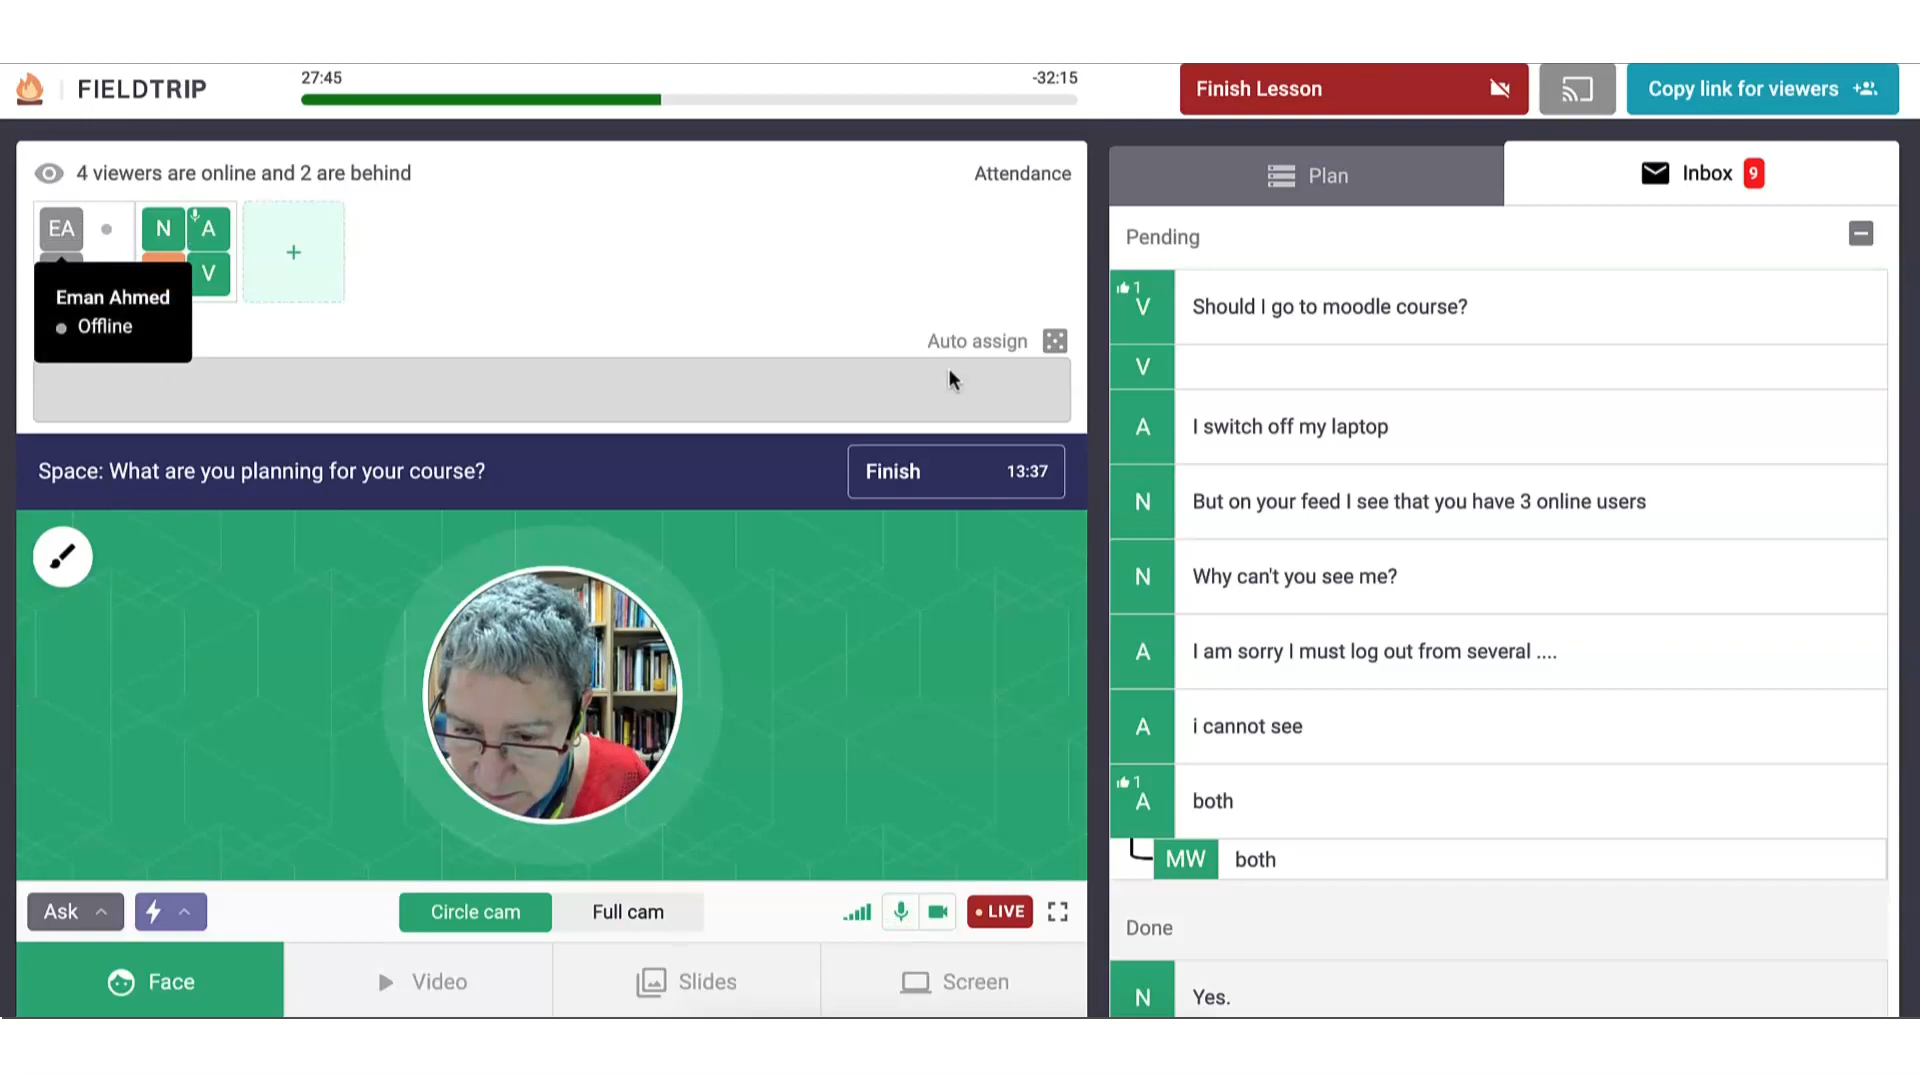 FIELDTRIP
27:45
-32:15
Finish Lesson
Copy link for viewers
4 viewers are online and 2 are behind
Attendance
EA
N
A
V
+
Eman Ahmed
Offline
Auto assign
Space: What are you planning for your course?
Finish 13:37
Ask
Circle cam
Full cam
LIVE
Face
Video
Slides
Screen
Plan
Inbox 9
Pending
1
V Should I go to moodle course?
V
A I switch off my laptop
N But on your feed I see that you have 3 online users
N Why can't you see me?
A I am sorry I must log out from several ....
A i cannot see
1
A both
MW both
Done
N Yes.